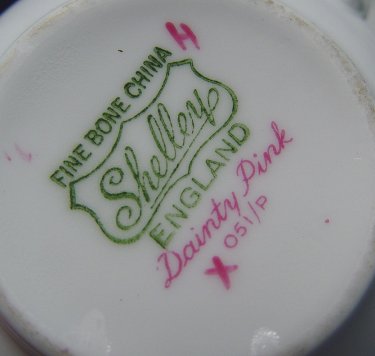 H
FINE BONE CHINA
Shelley
ENGLAND
Dainty Pink
051/P
X